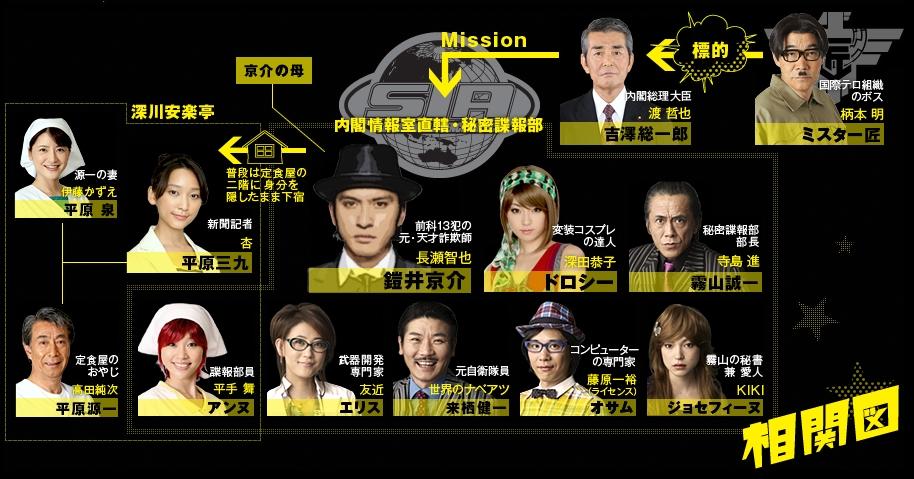 Mission
標的
京介の母
SIA
内閣情報室直轄・秘密諜報部
内閣総理大臣
渡 哲也
吉澤総一郎
国際テロ組織
のボス
柄本 明
ミスター匠
深川安楽亭
源一の妻
伊藤かずえ
平原 泉
普段は定食屋の
二階に身分を
隠したまま下宿
新聞記者
杏
平原三九
前科13犯の
元・天才詐欺師
長瀬智也
鎧井京介
変装コスプレ
の達人
深田恭子
ドロシー
秘密諜報部
部長
寺島 進
霧山誠一
定食屋の
おやじ
高田純次
平原源一
諜報部員
平手 舞
アンヌ
武器開発
専門家
友近
エリス
元自衛隊員
世界のナベアツ
来栖健一
コンピューター
の専門家
藤原一裕
(ライセンス)
オサム
霧山の秘書
兼 愛人
KIKI
ジョセフィーヌ
相関図